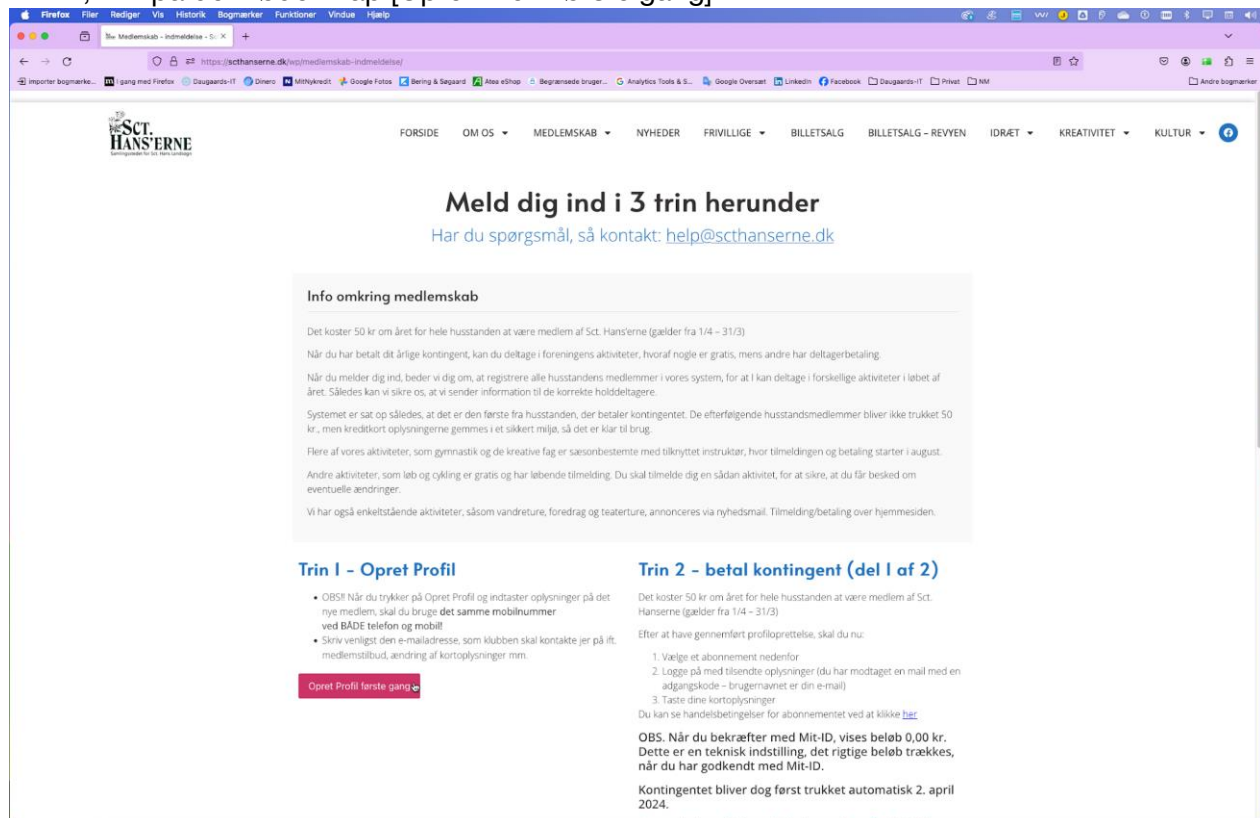 på den røde knap [Opret Profil første gang]
Firefox Filer Rediger Vis Historik Bogmærker Funktioner Vindue Hjælp
Medlemskab - indmeldelse - Sc
https://scthanserne.dk/wp/medlemskab-indmeldelse/
Importer bogmærke... I gang med Firefox Daugaards-IT Dinero MitNykredit Google Fotos Bering & Søgaard Atea eShop Begrænsede bruger... Analytics Tools & S... Google Oversæt LinkedIn Facebook Daugaards-IT Privat NM Andre bogmærker
SCT.
HANS'ERNE
Samlingsstedet for Sct. Hans Landsogn
FORSIDE OM OS MEDLEMSKAB NYHEDER FRIVILLIGE BILLETSALG BILLETSALG – REVYEN IDRÆT KREATIVITET KULTUR
Meld dig ind i 3 trin herunder
Har du spørgsmål, så kontakt: help@scthanserne.dk
Info omkring medlemskab
Det koster 50 kr om året for hele husstanden at være medlem af Sct. Hans'erne (gælder fra 1/4 – 31/3)
Når du har betalt dit årlige kontingent, kan du deltage i foreningens aktiviteter, hvoraf nogle er gratis, mens andre har deltagerbetaling.
Når du melder dig ind, beder vi dig om, at registrere alle husstandens medlemmer i vores system, for at I kan deltage i forskellige aktiviteter i løbet af
året. Således kan vi sikre os, at vi sender information til de korrekte holddeltagere.
Systemet er sat op således, at det er den første fra husstanden, der betaler kontingentet. De efterfølgende husstandsmedlemmer bliver ikke trukket 50
kr., men kreditkort oplysningerne gemmes i et sikkert miljø, så det er klar til brug.
Flere af vores aktiviteter, som gymnastik og de kreative fag er sæsonbestemte med tilknyttet instruktør, hvor tilmeldingen og betaling starter i august.
Andre aktiviteter, som løb og cykling er gratis og har løbende tilmelding. Du skal tilmelde dig en sådan aktivitet, for at sikre, at du får besked om
eventuelle ændringer.
Vi har også enkeltstående aktiviteter, såsom vandreture, foredrag og teaterture, annonceres via nyhedsmail. Tilmelding/betaling over hjemmesiden.
Trin 1 – Opret Profil
• OBS!! Når du trykker på Opret Profil og indtaster oplysninger på det
nye medlem, skal du bruge det samme mobilnummer
ved BÅDE telefon og mobil!
• Skriv venligst den e-mailadresse, som klubben skal kontakte jer på ift.
medlemstilbud, ændring af kortoplysninger mm.
Opret Profil første gang
Trin 2 – betal kontingent (del 1 af 2)
Det koster 50 kr om året for hele husstanden at være medlem af Sct.
Hanserne (gælder fra 1/4 – 31/3)
Efter at have gennemført profiloprettelse, skal du nu:
1. Vælge et abonnement nedenfor
2. Logge på med tilsendte oplysninger (du har modtaget en mail med en
adgangskode – brugernavnet er din e-mail)
3. Taste dine kortoplysninger
Du kan se handelsbetingelser for abonnementet ved at klikke her
OBS. Når du bekræfter med Mit-ID, vises beløb 0,00 kr.
Dette er en teknisk indstilling, det rigtige beløb trækkes,
når du har godkendt med Mit-ID.
Kontingentet bliver dog først trukket automatisk 2. april
2024.